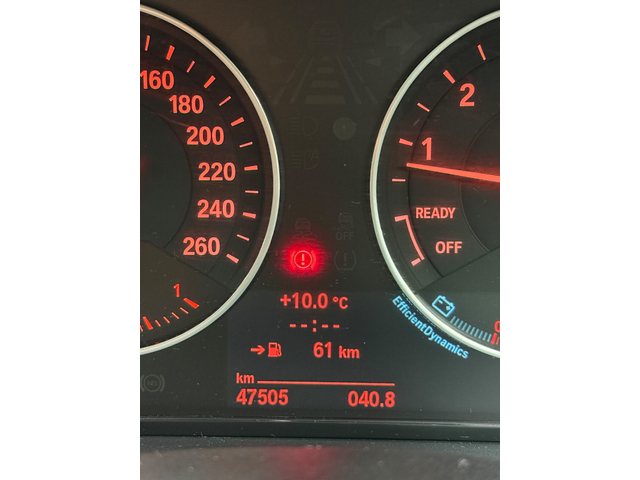 160
180
200
220
240
260
1
2
1
READY
OFF
OFF
+10.0 °C
--:--
→ 61 km
km
47505 040.8
EfficientDynamics
0